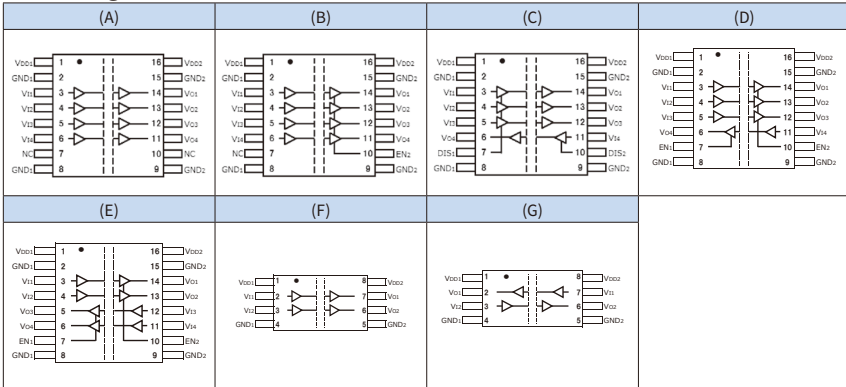 (A) (B) (C) (D)
VDD1 1 16 VDD2
GND1 2 15 GND2
VI1 3 14 VO1
VI2 4 13 VO2
VI3 5 12 VO3
VI4 6 11 VO4
NC 7 10 NC
GND1 8 9 GND2
VDD1 1 16 VDD2
GND1 2 15 GND2
VI1 3 14 VO1
VI2 4 13 VO2
VI3 5 12 VO3
VI4 6 11 VO4
NC 7 10 EN2
GND1 8 9 GND2
VDD1 1 16 VDD2
GND1 2 15 GND2
VI1 3 14 VO1
VI2 4 13 VO2
VI3 5 12 VO3
VO4 6 11 VI4
DIS1 7 10 DIS2
GND1 8 9 GND2
VDD1 1 16 VDD2
GND1 2 15 GND2
VI1 3 14 VO1
VI2 4 13 VO2
VI3 5 12 VO3
VO4 6 11 VI4
EN1 7 10 EN2
GND1 8 9 GND2
(E) (F) (G)
VDD1 1 16 VDD2
GND1 2 15 GND2
VI1 3 14 VO1
VI2 4 13 VO2
VO3 5 12 VI3
VO4 6 11 VI4
EN1 7 10 EN2
GND1 8 9 GND2
VDD1 1 8 VDD2
VI1 2 7 VO1
VI2 3 6 VO2
GND1 4 5 GND2
VDD1 1 8 VDD2
VO1 2 7 VI1
VI2 3 6 VO2
GND1 4 5 GND2